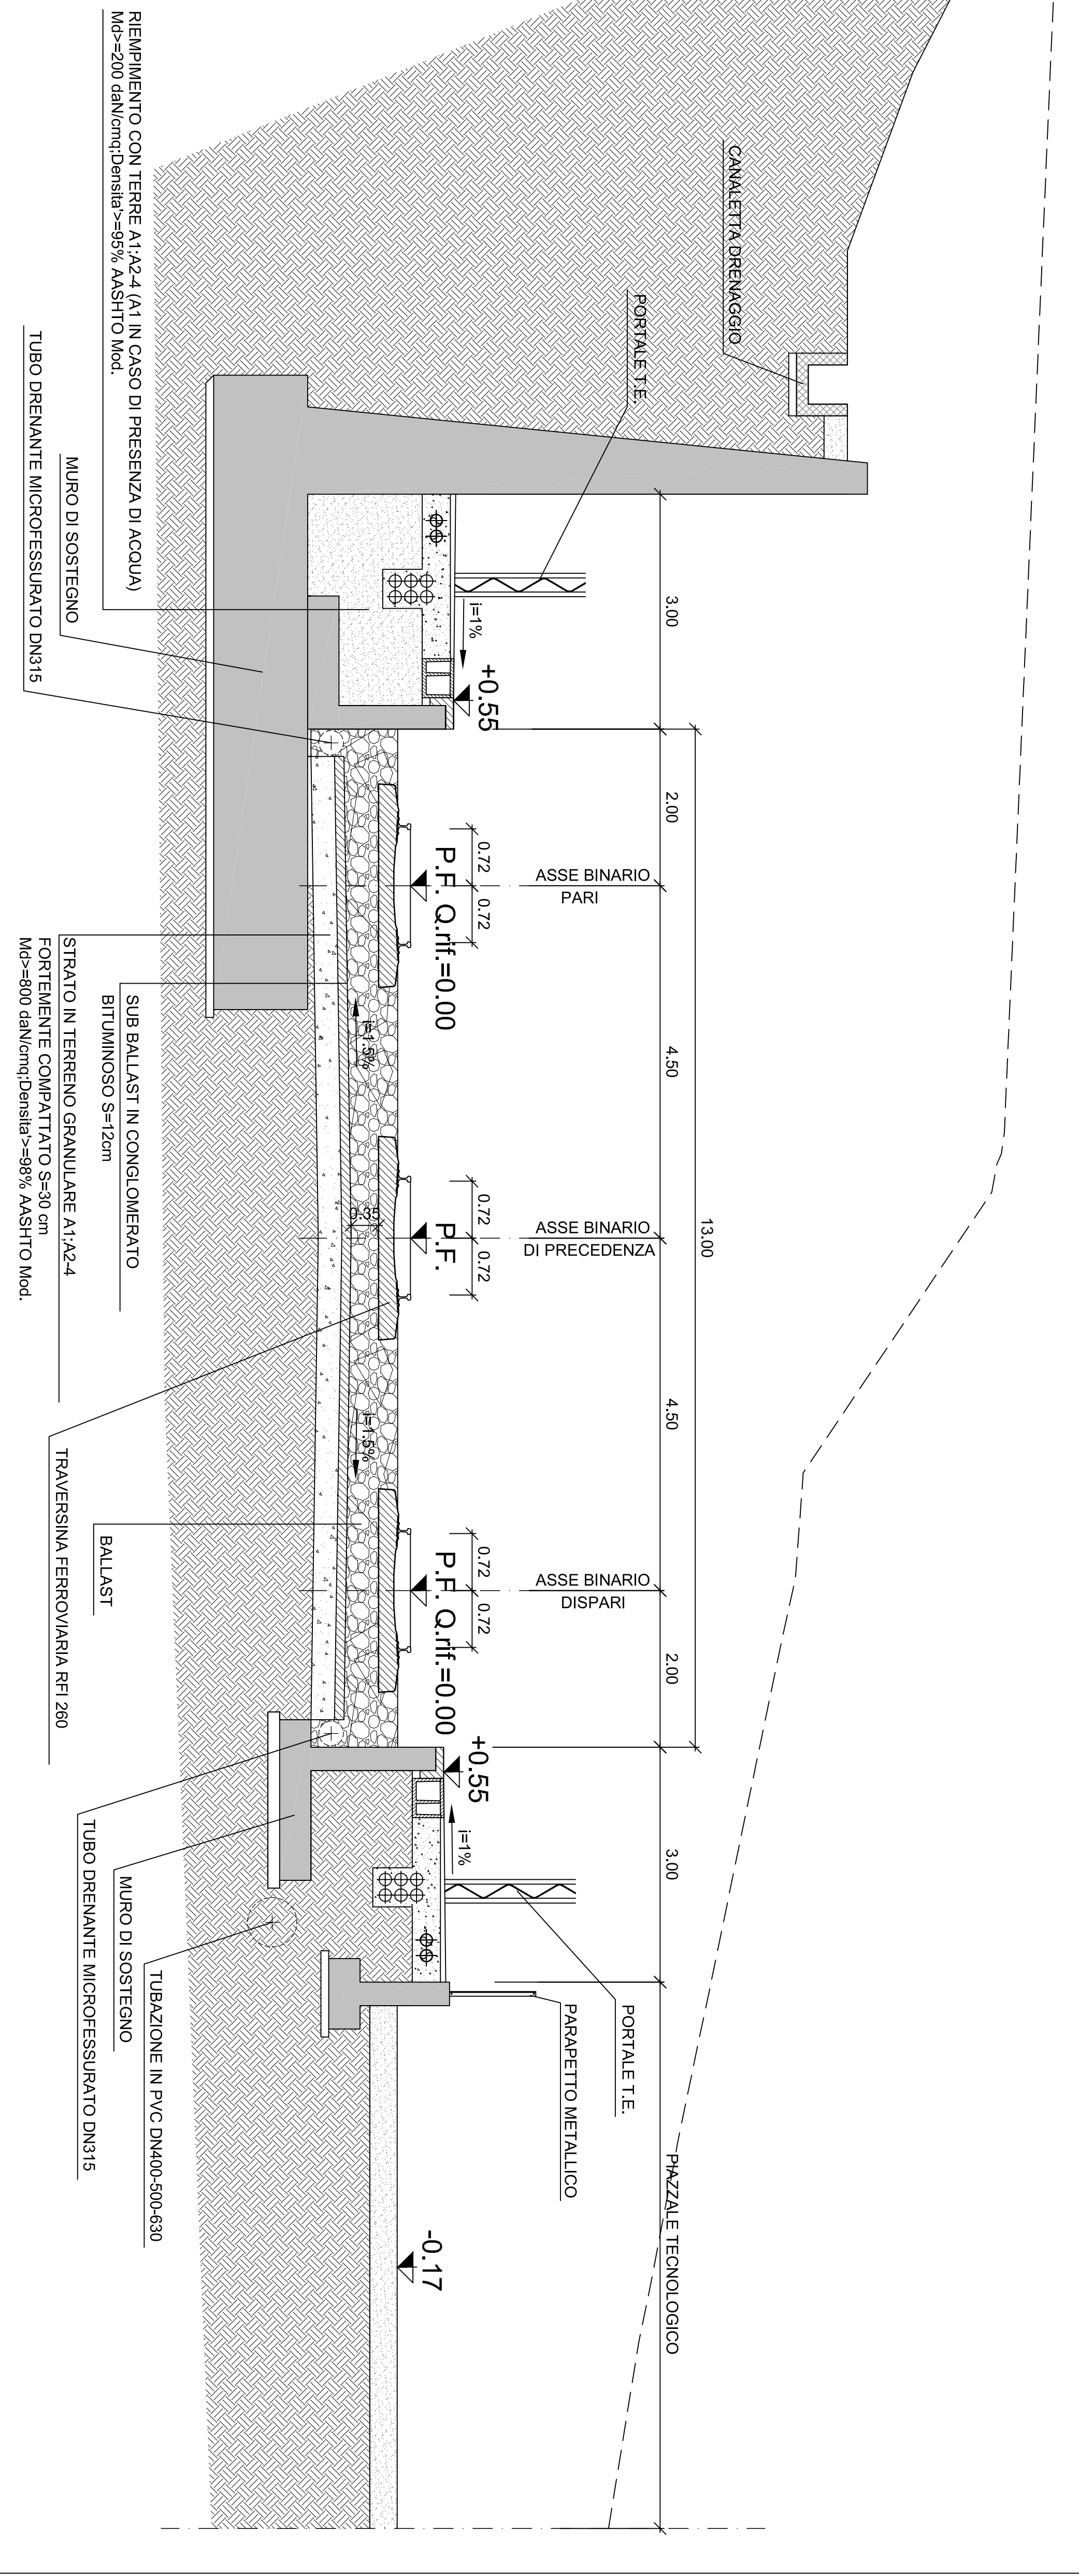 CANALETTA DRENAGGIO
PORTALE T.E.
13.00
3.00
2.00
4.50
4.50
2.00
3.00
PIAZZALE TECNOLOGICO
ASSE BINARIO
PARI
ASSE BINARIO
DI PRECEDENZA
ASSE BINARIO
DISPARI
PORTALE T.E.
PARAPETTO METALLICO
i=1%
+0.55
0.72
0.72
P.F. Q.rif.=0.00
0.72
0.72
P.F.
0.72
0.72
P.F. Q.rif.=0.00
+0.55
i=1%
-0.17
i=1.5%
0.35
i=1.5%
RIEMPIMENTO CON TERRE A1;A2-4 (A1 IN CASO DI PRESENZA DI ACQUA)
Md>=200 daN/cmq;Densita'>=95% AASHTO Mod.
MURO DI SOSTEGNO
TUBO DRENANTE MICROFESSURATO DN315
SUB BALLAST IN CONGLOMERATO
BITUMINOSO S=12cm
STRATO IN TERRENO GRANULARE A1;A2-4
FORTEMENTE COMPATTATO S=30 cm
Md>=800 daN/cmq;Densita'>=98% AASHTO Mod.
BALLAST
TRAVERSINA FERROVIARIA RFI 260
TUBAZIONE IN PVC DN400-500-630
MURO DI SOSTEGNO
TUBO DRENANTE MICROFESSURATO DN315